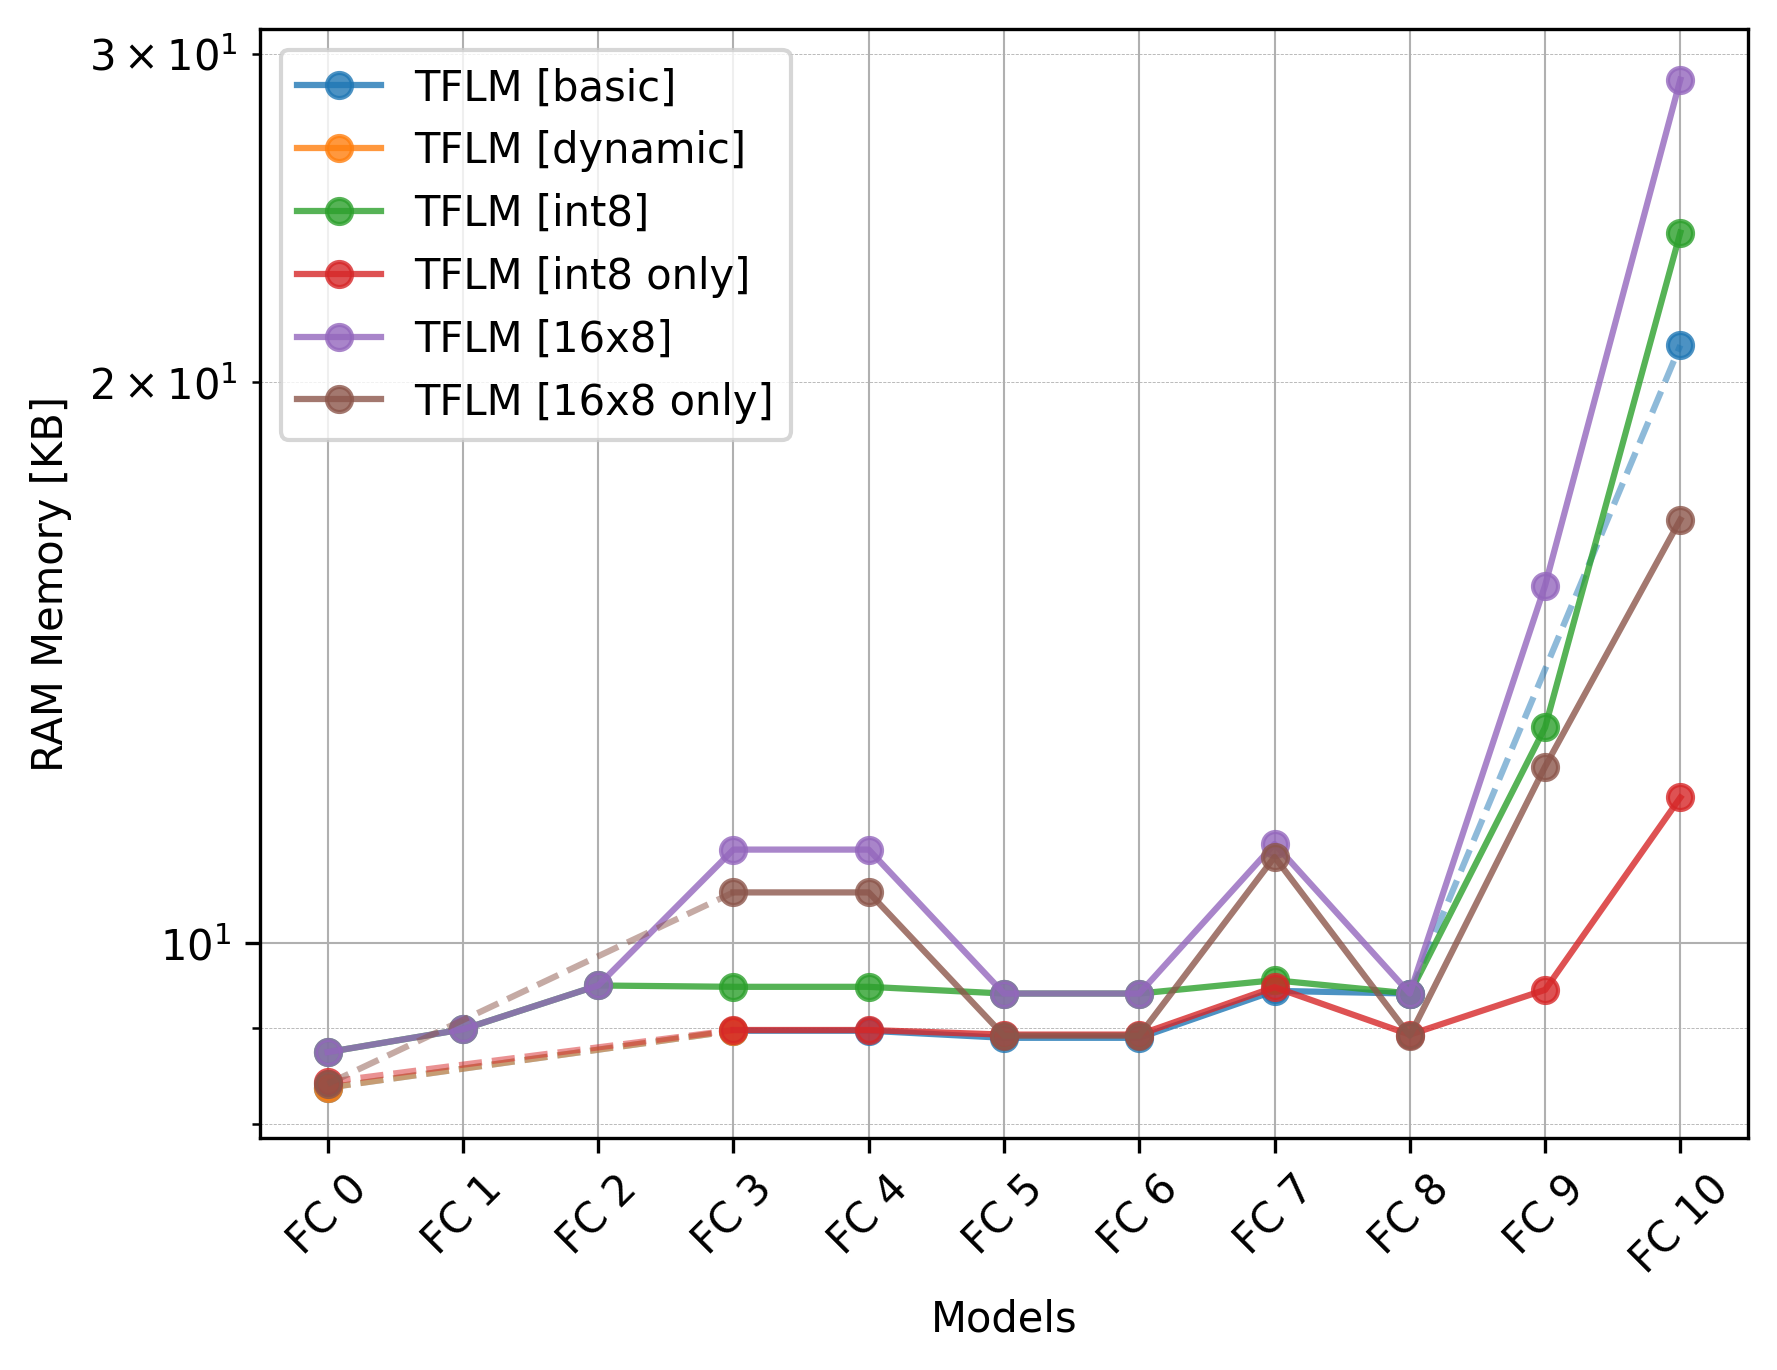 3 × 10¹
2 × 10¹
10¹
RAM Memory [KB]
TFLM [basic]
TFLM [dynamic]
TFLM [int8]
TFLM [int8 only]
TFLM [16x8]
TFLM [16x8 only]
FC 0
FC 1
FC 2
FC 3
FC 4
FC 5
FC 6
FC 7
FC 8
FC 9
FC 10
Models